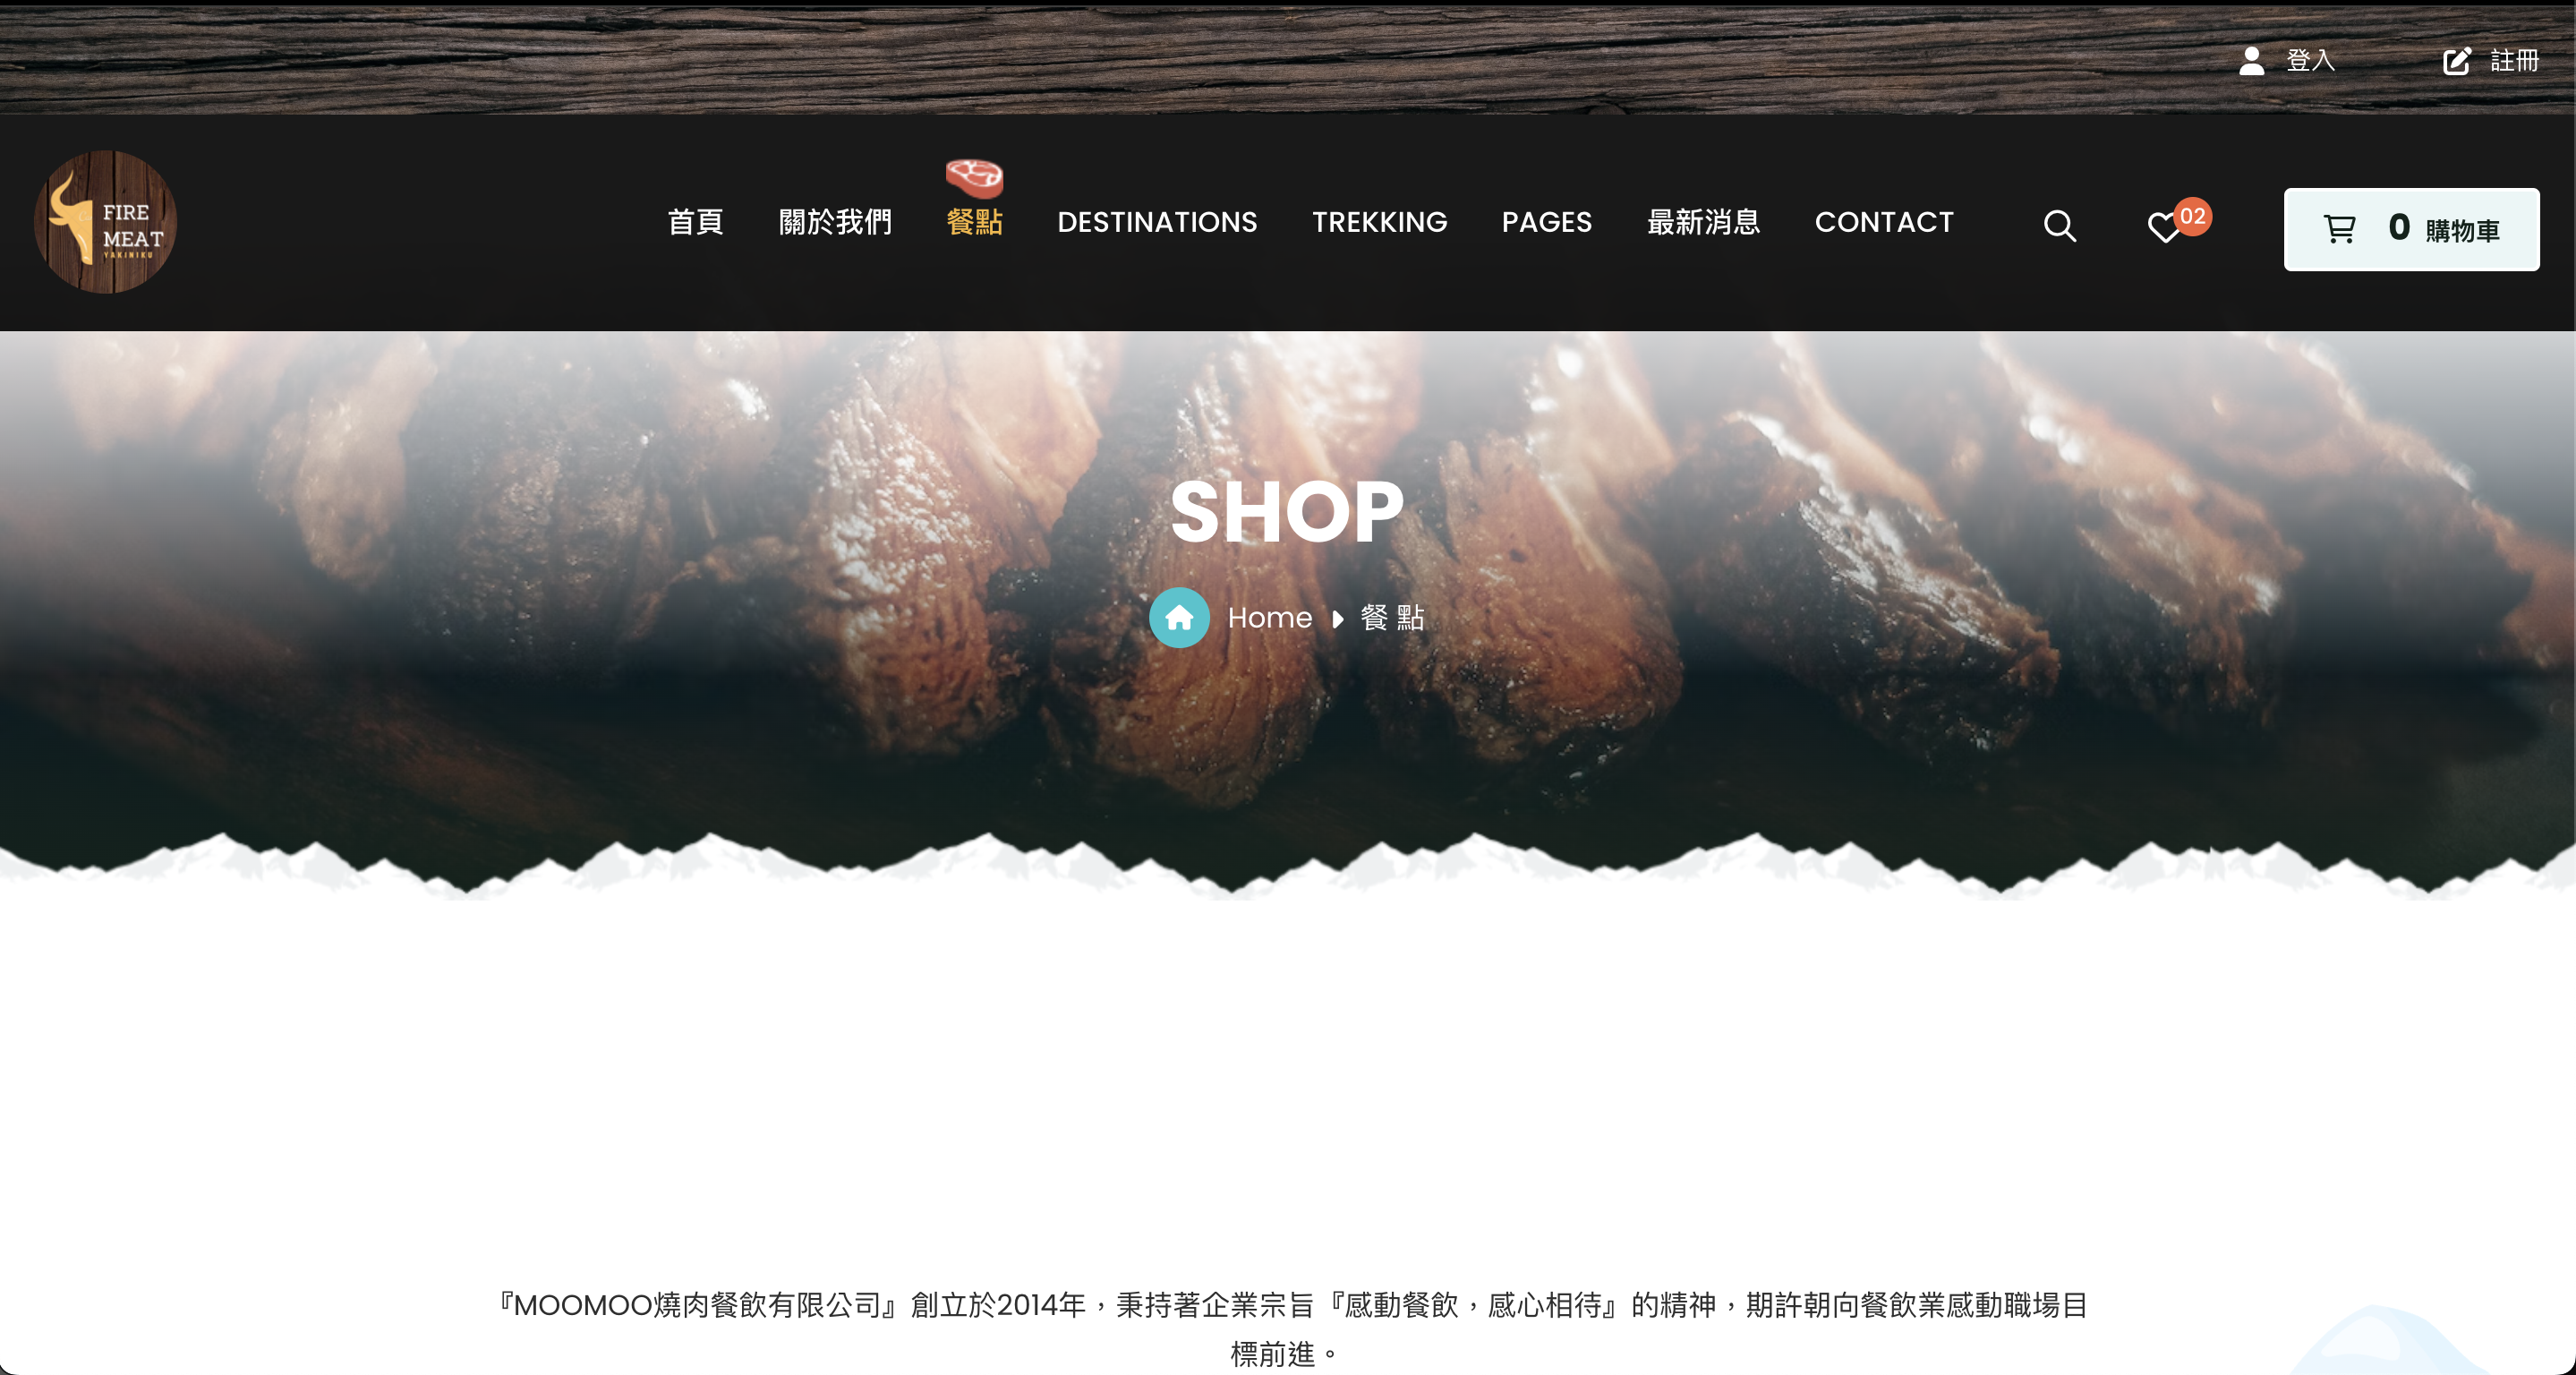 登入
註冊
FIRE
MEAT
YAKINIKU
首頁 關於我們 餐點 DESTINATIONS TREKKING PAGES 最新消息 CONTACT
02
0 購物車
SHOP
Home 餐 點
『MOOMOO燒肉餐飲有限公司』創立於2014年，秉持著企業宗旨『感動餐飲，感心相待』的精神，期許朝向餐飲業感動職場目
標前進。